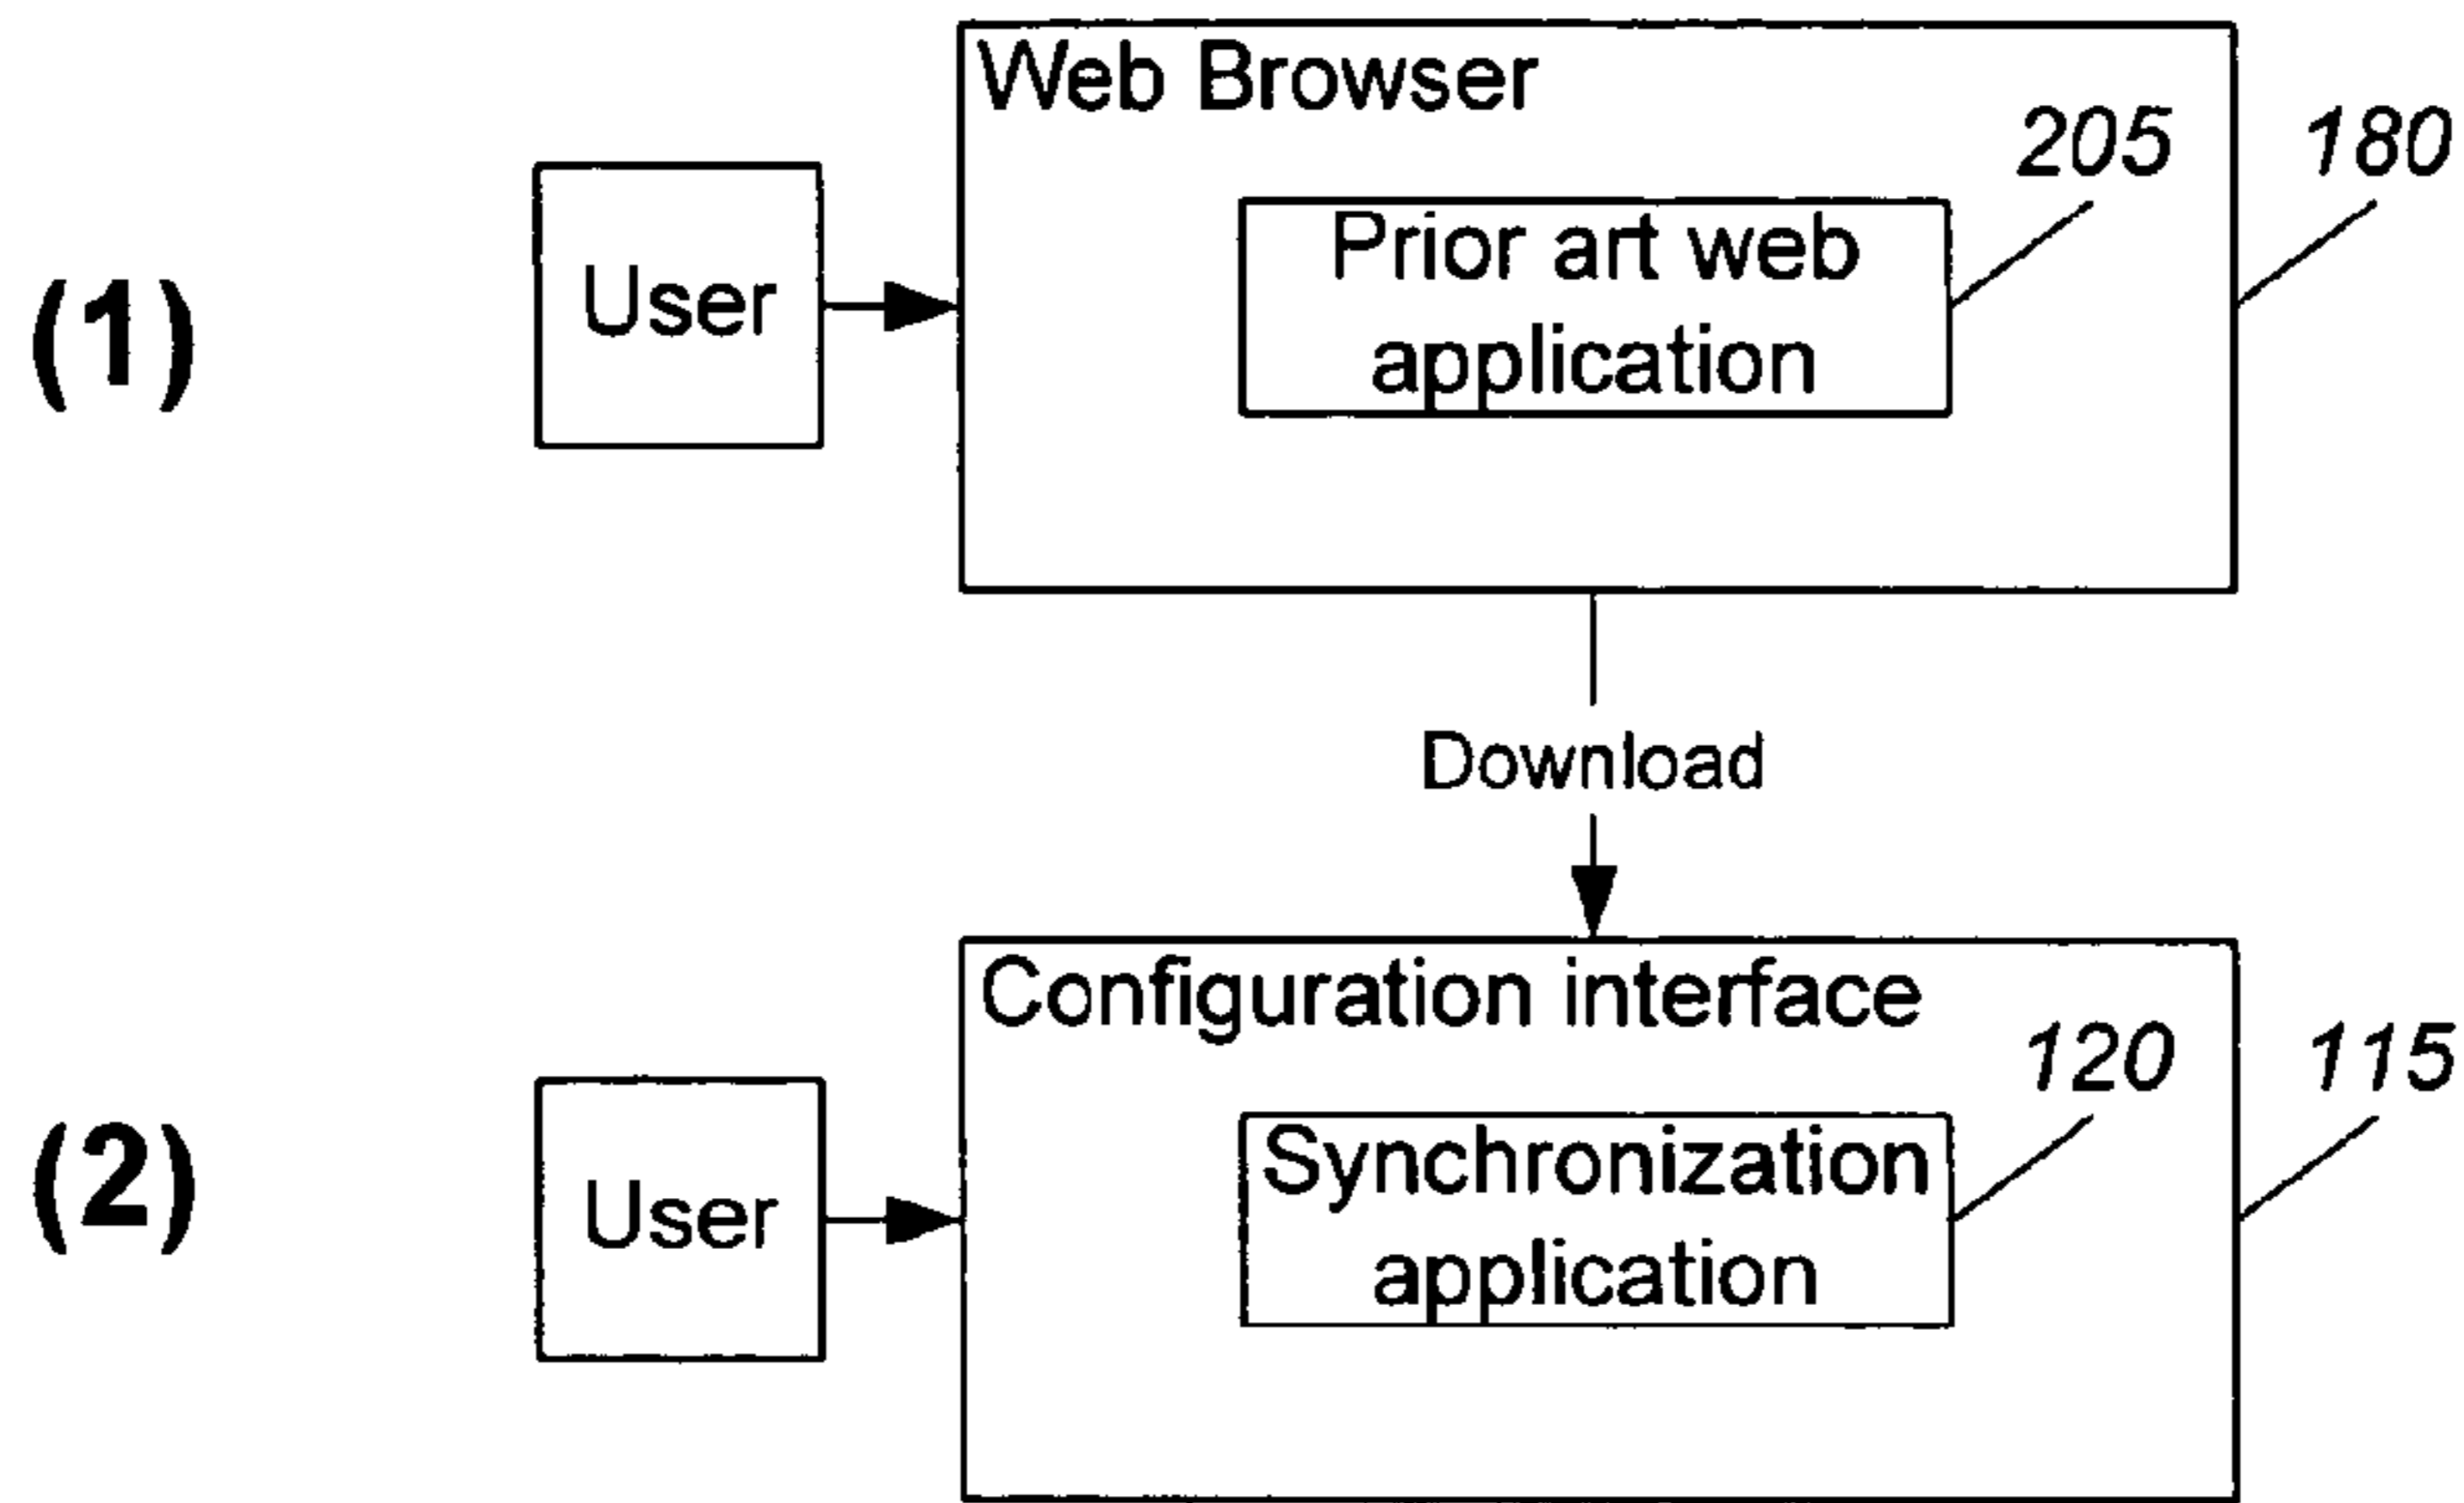 Web Browser
205
180
(1)
User
Prior art web
application
Download
Configuration interface
120
115
(2)
User
Synchronization
application